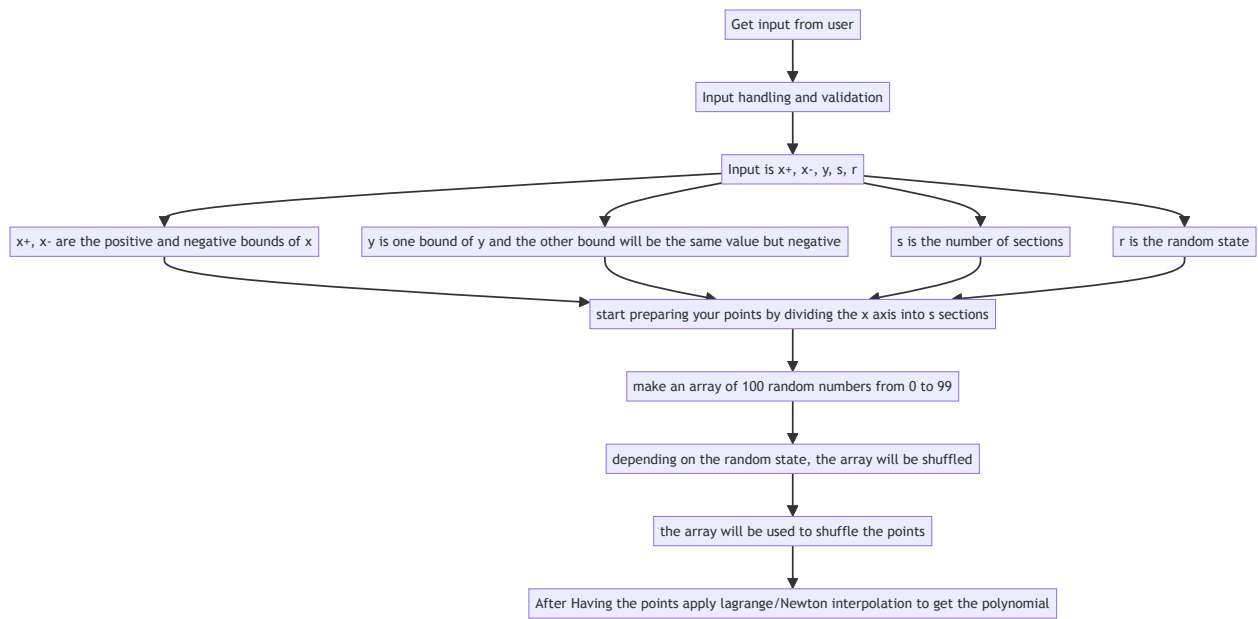 Get input from user
Input handling and validation
Input is x+, x-, y, s, r
x+, x- are the positive and negative bounds of x
y is one bound of y and the other bound will be the same value but negative
s is the number of sections
r is the random state
start preparing your points by dividing the x axis into s sections
make an array of 100 random numbers from 0 to 99
depending on the random state, the array will be shuffled
the array will be used to shuffle the points
After Having the points apply lagrange/Newton interpolation to get the polynomial